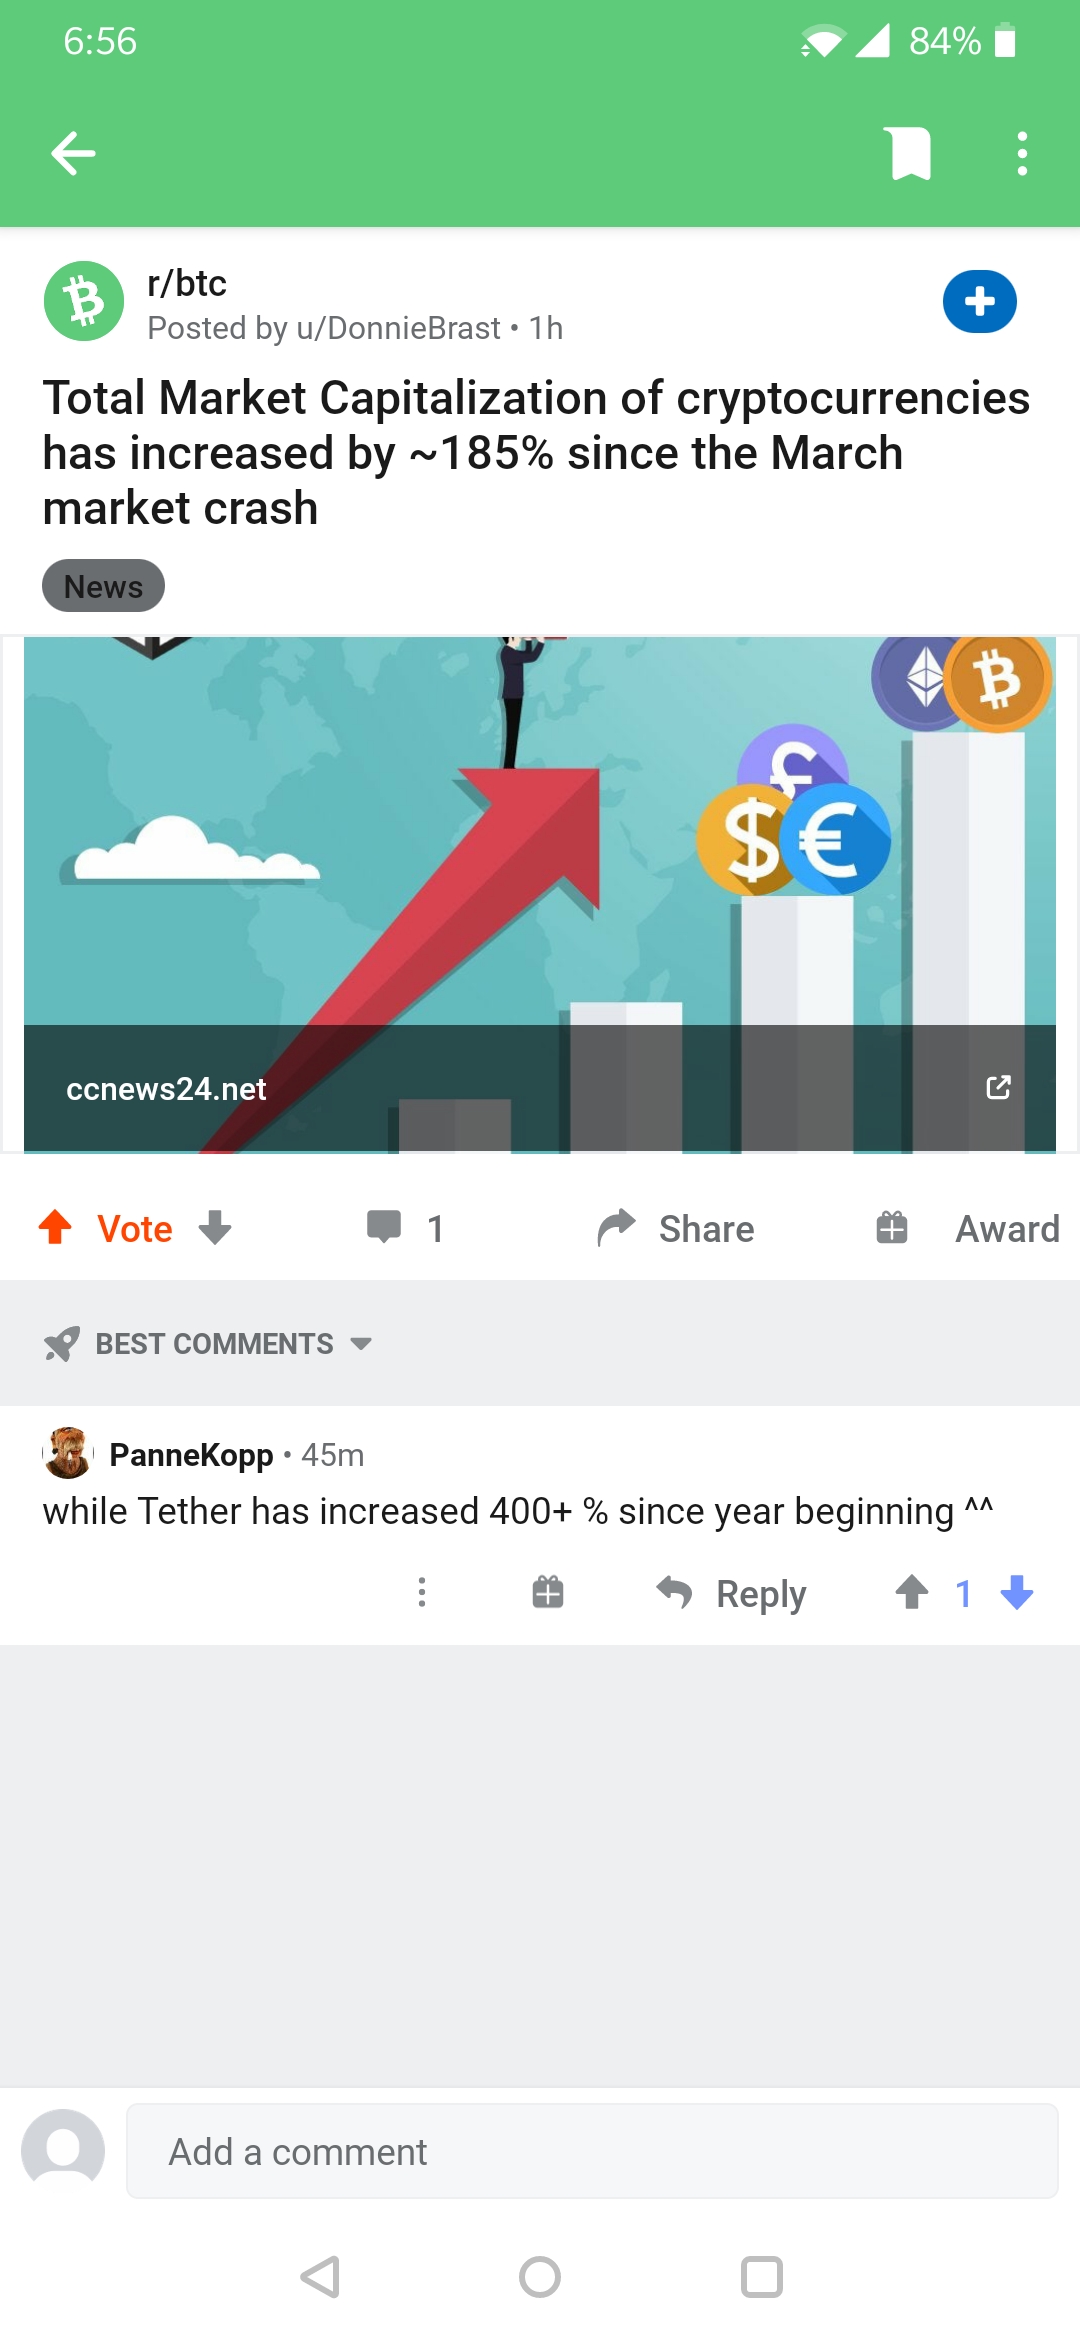 6:56
84%
r/btc
Posted by u/DonnieBrast • 1h
Total Market Capitalization of cryptocurrencies
has increased by ~185% since the March
market crash
News
ccnews24.net
Vote
1
Share
Award
BEST COMMENTS
PanneKopp • 45m
while Tether has increased 400+ % since year beginning ^^
Reply
1
Add a comment